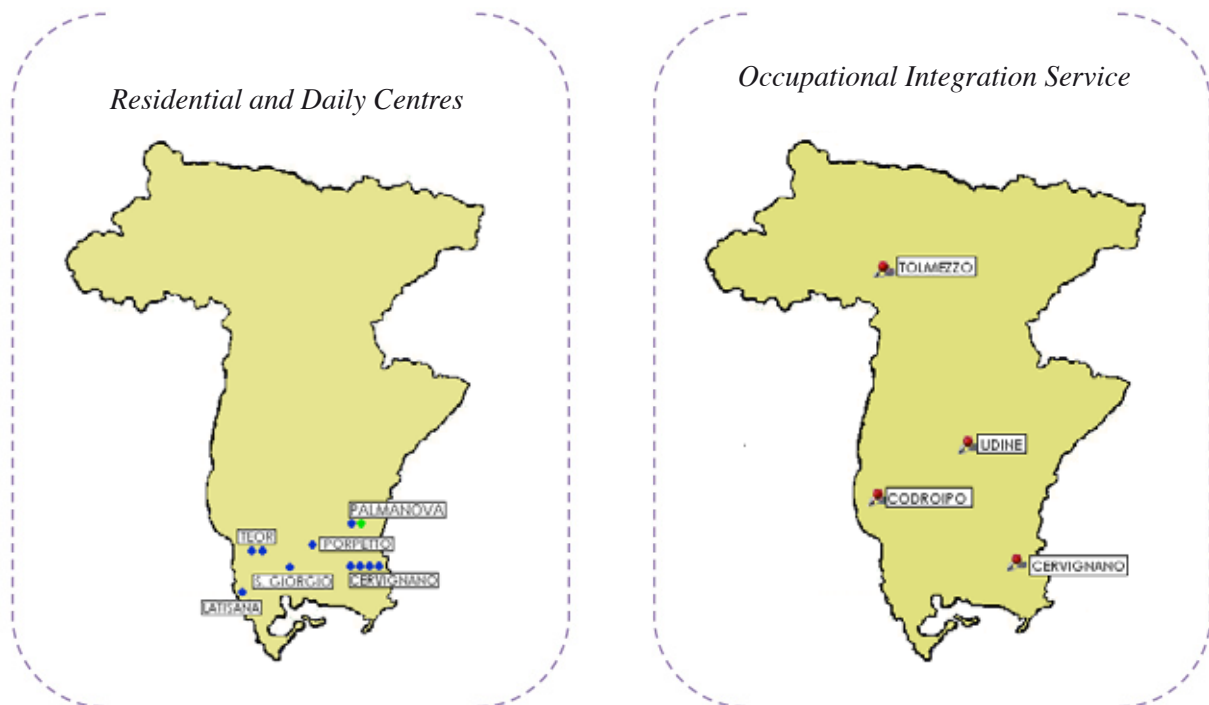 Residential and Daily Centres
PALMANOVA
TEOR
PORPETTO
S. GIORGIO
CERVIGNANO
LATISANA
Occupational Integration Service
TOLMEZZO
UDINE
CODROIPO
CERVIGNANO